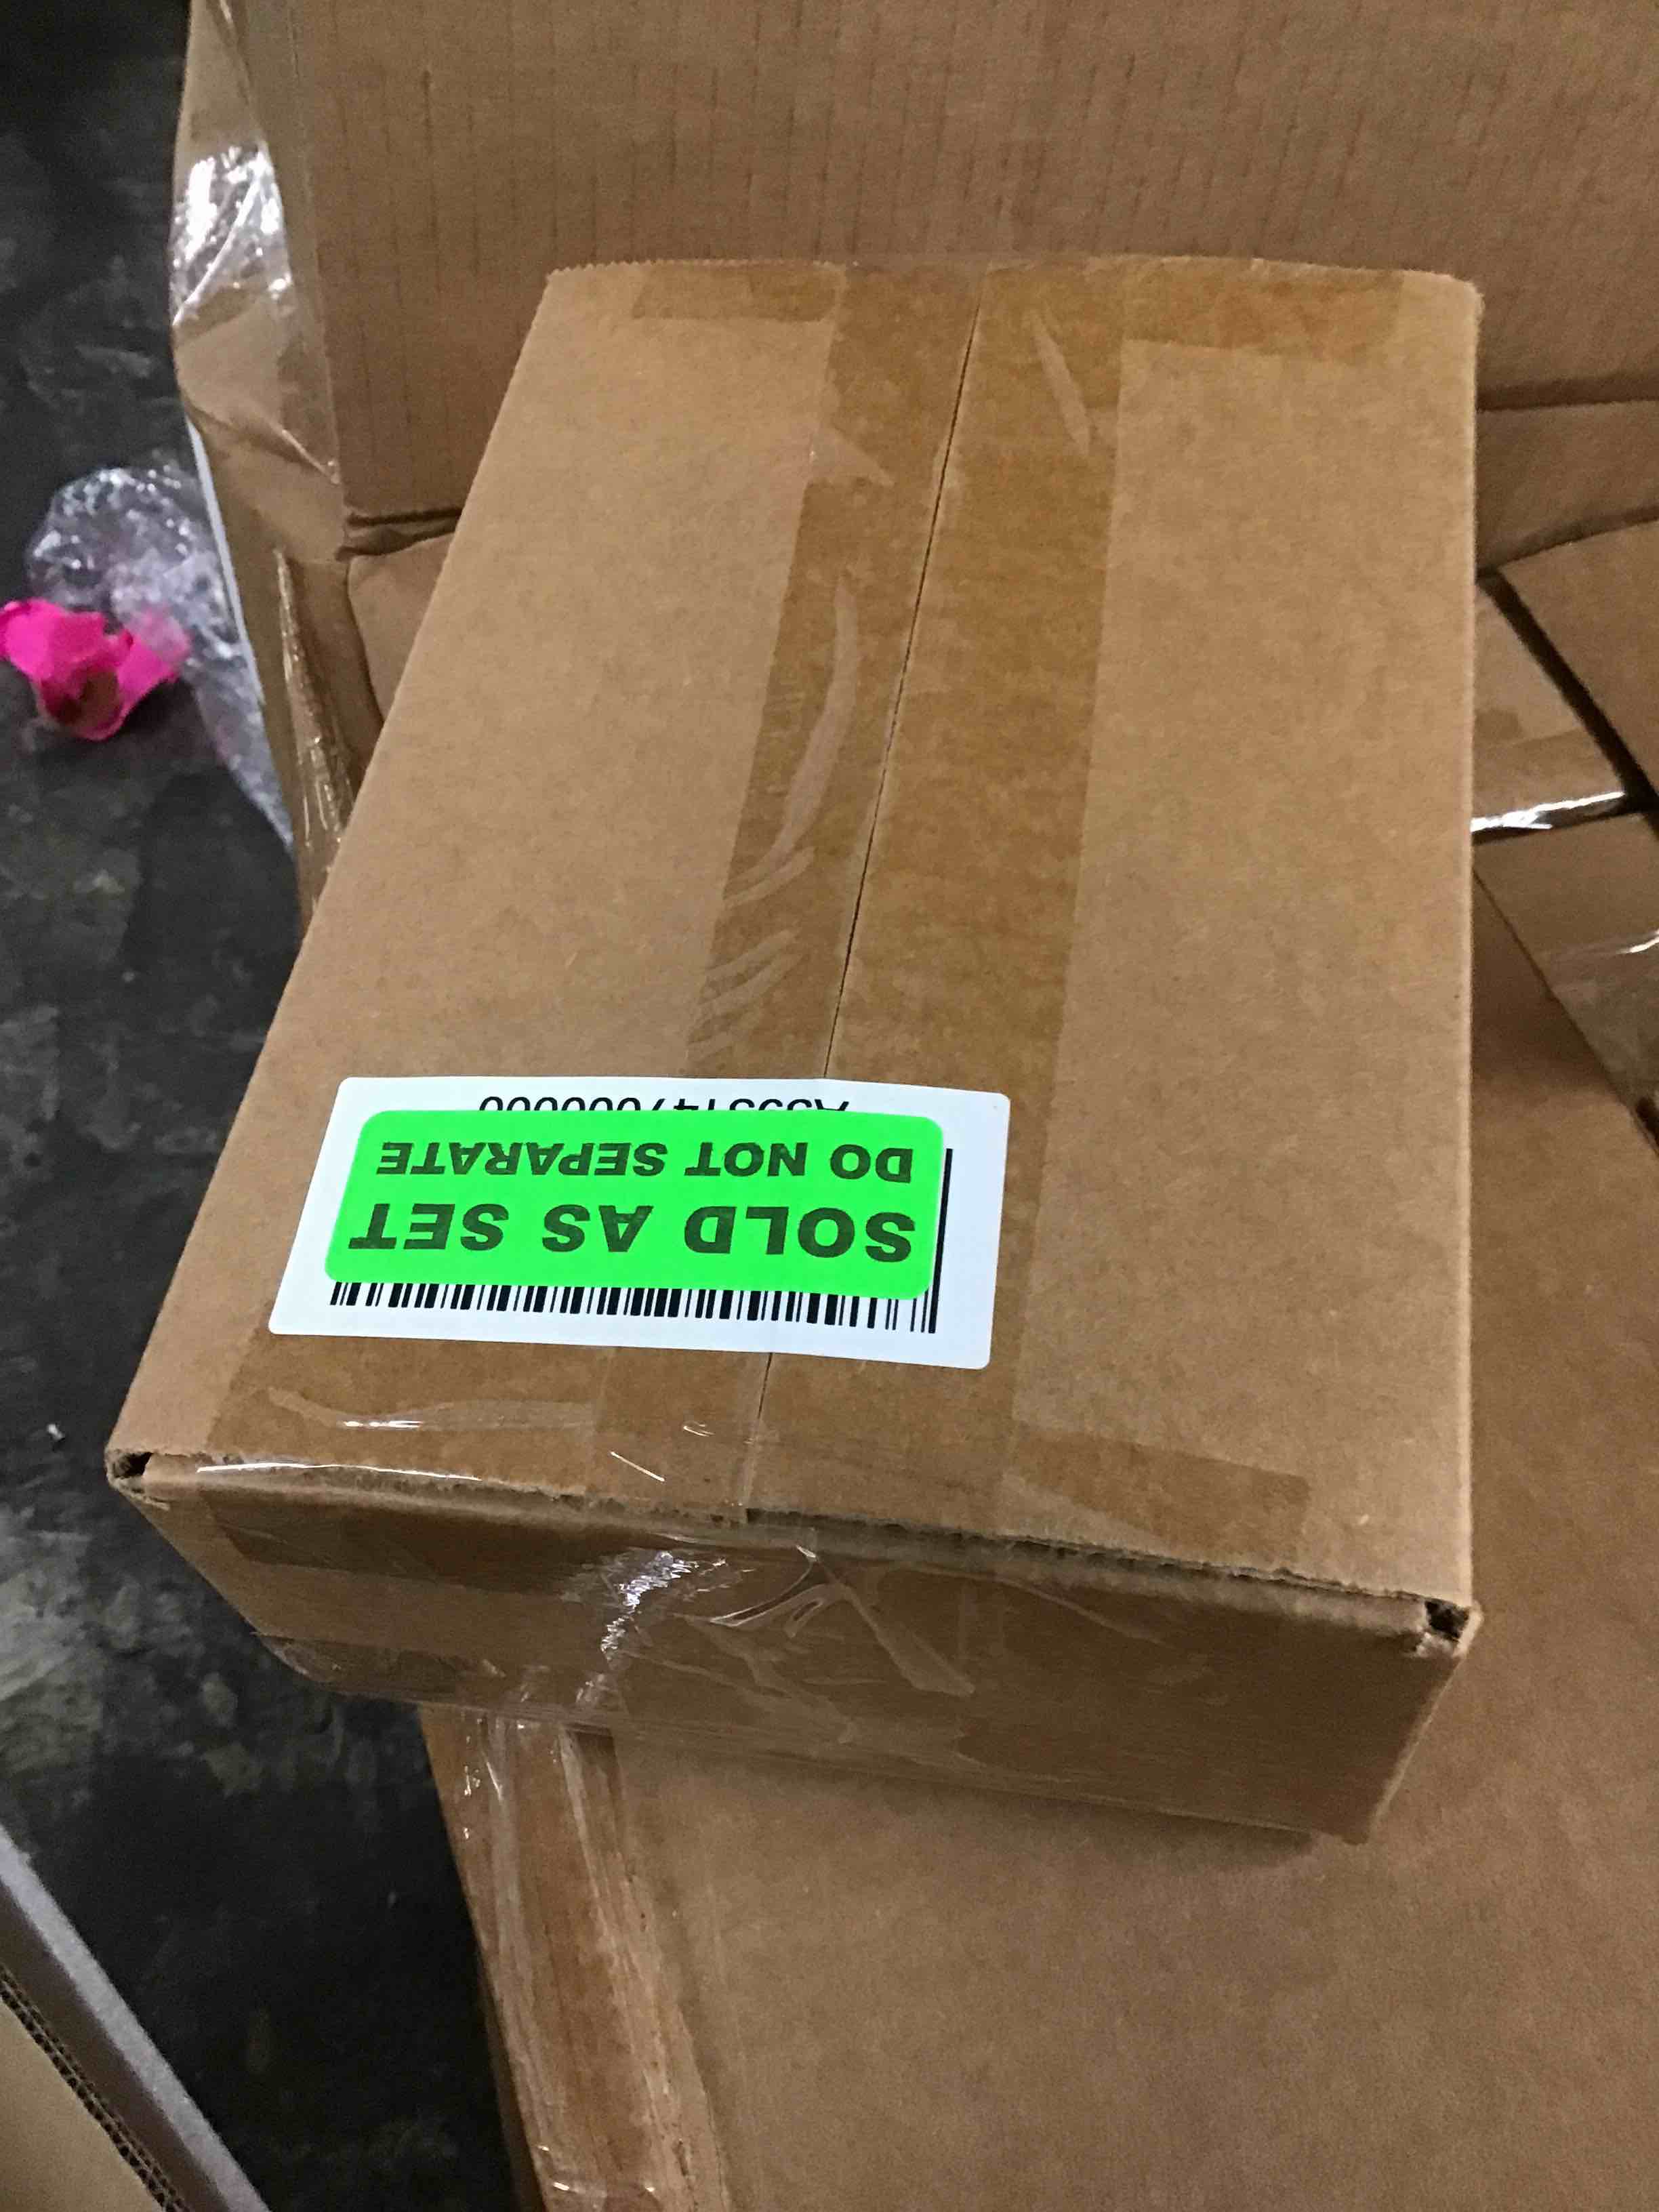 SOLD AS SET
DO NOT SEPARATE